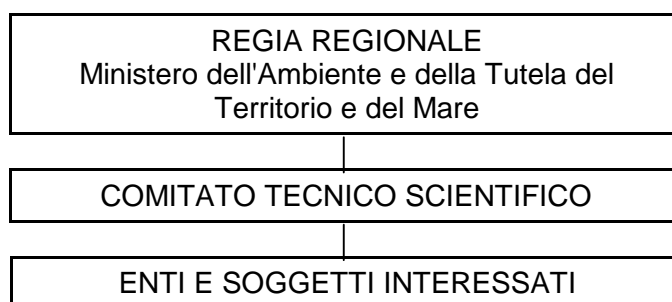 REGIA REGIONALE
Ministero dell'Ambiente e della Tutela del
Territorio e del Mare
COMITATO TECNICO SCIENTIFICO
ENTI E SOGGETTI INTERESSATI